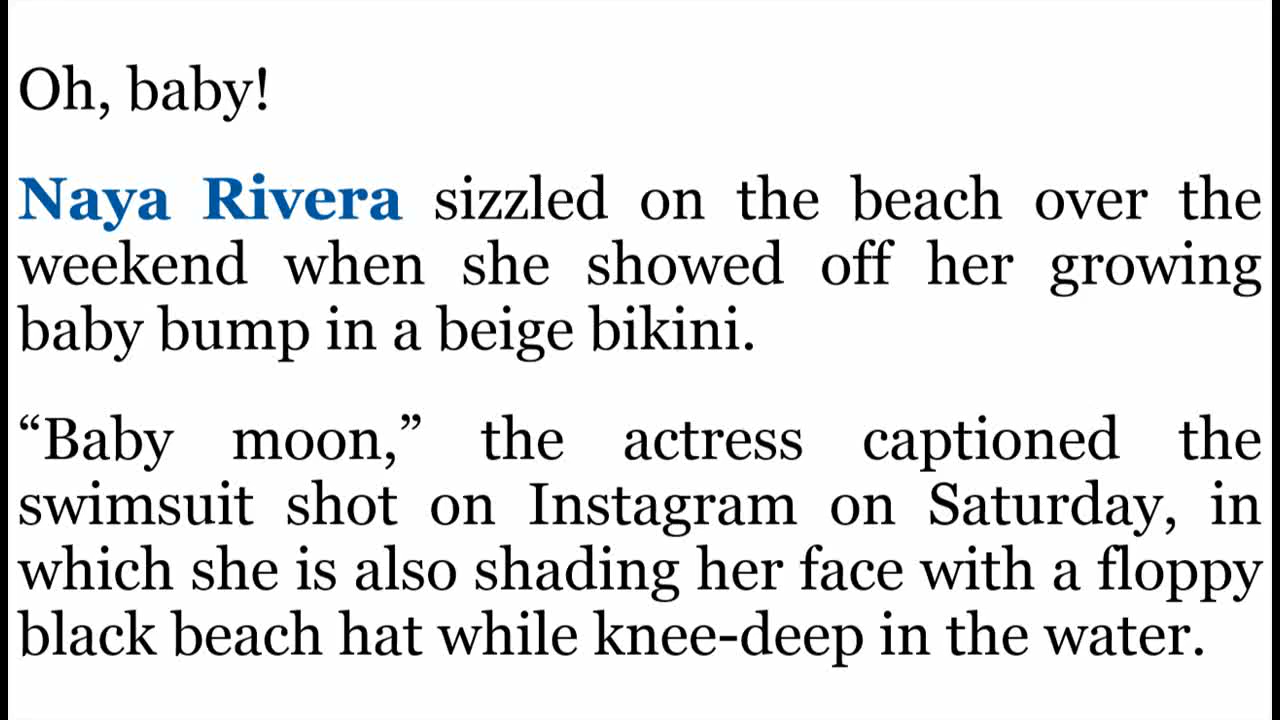 Oh, baby!
Naya Rivera sizzled on the beach over the
weekend when she showed off her growing
baby bump in a beige bikini.
“Baby moon,” the actress captioned the
swimsuit shot on Instagram on Saturday, in
which she is also shading her face with a floppy
black beach hat while knee-deep in the water.